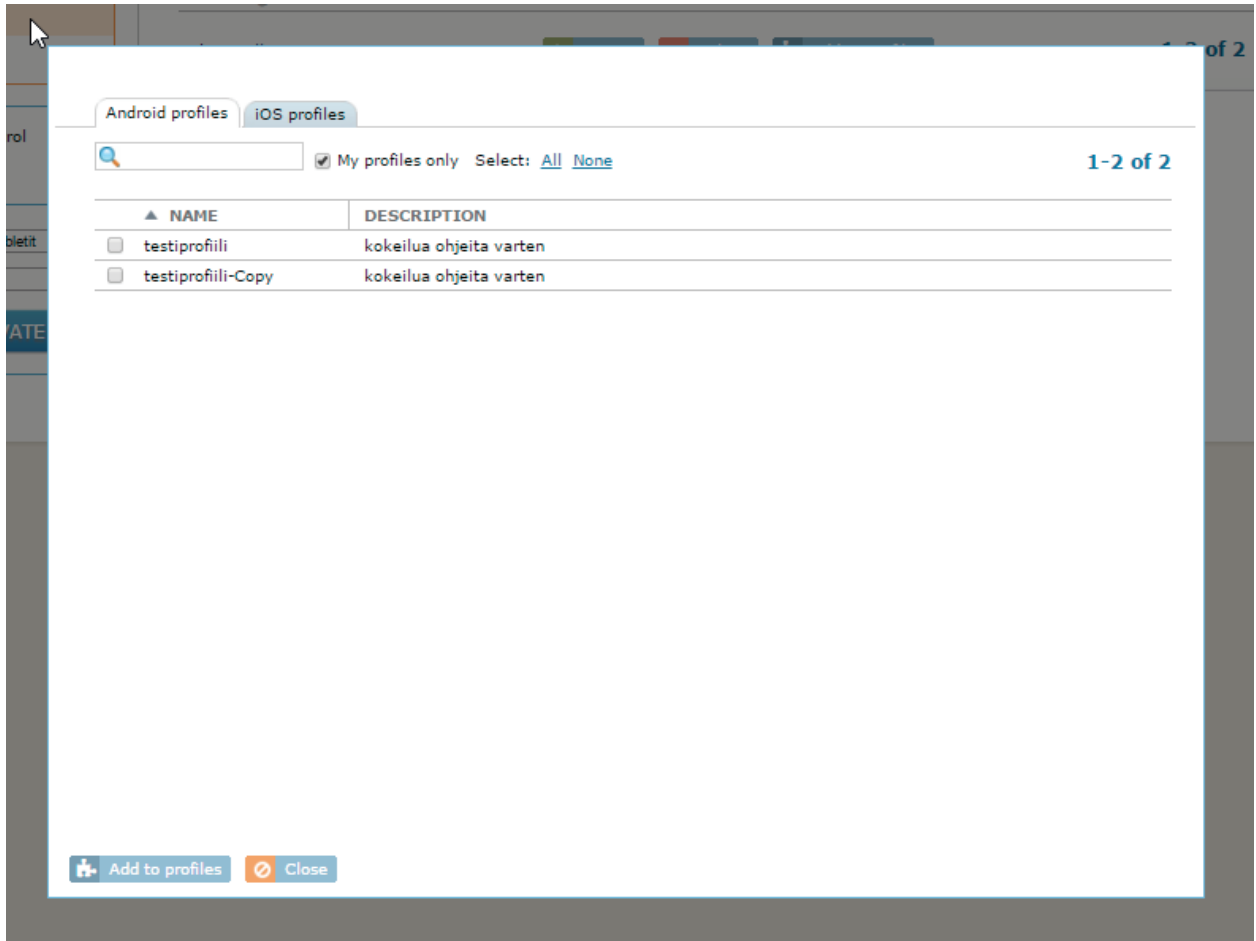 of 2
Android profiles iOS profiles
rol
My profiles only Select: All None 1-2 of 2
NAME DESCRIPTION
bletit testiprofiili kokeilua ohjeita varten
testiprofiili-Copy kokeilua ohjeita varten
VATE
Add to profiles Close